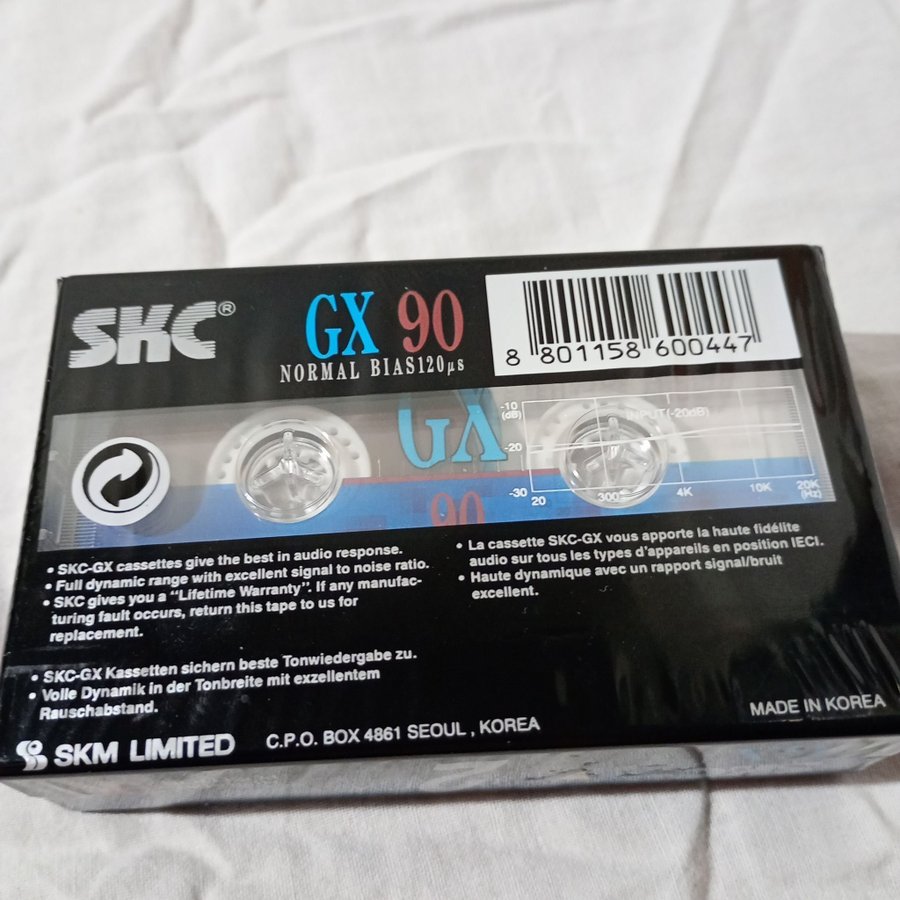 SKC®
GX 90
NORMAL BIAS120µs
8 801158 600447
GX
90
-10
(dB)
INPUT(-20dB)
-20
-30
20
300
4K
10K
20K
(Hz)
• SKC-GX cassettes give the best in audio response.
• Full dynamic range with excellent signal to noise ratio.
• SKC gives you a “Lifetime Warranty”. If any manufac-
turing fault occurs, return this tape to us for
replacement.
• La cassette SKC-GX vous apporte la haute fidélite
audio sur tous les types d'appareils en position IECI.
• Haute dynamique avec un rapport signal/bruit
excellent.
• SKC-GX Kassetten sichern beste Tonwiedergabe zu.
• Volle Dynamik in der Tonbreite mit exzellentem
Rauschabstand.
SKM LIMITED
C.P.O. BOX 4861 SEOUL , KOREA
MADE IN KOREA